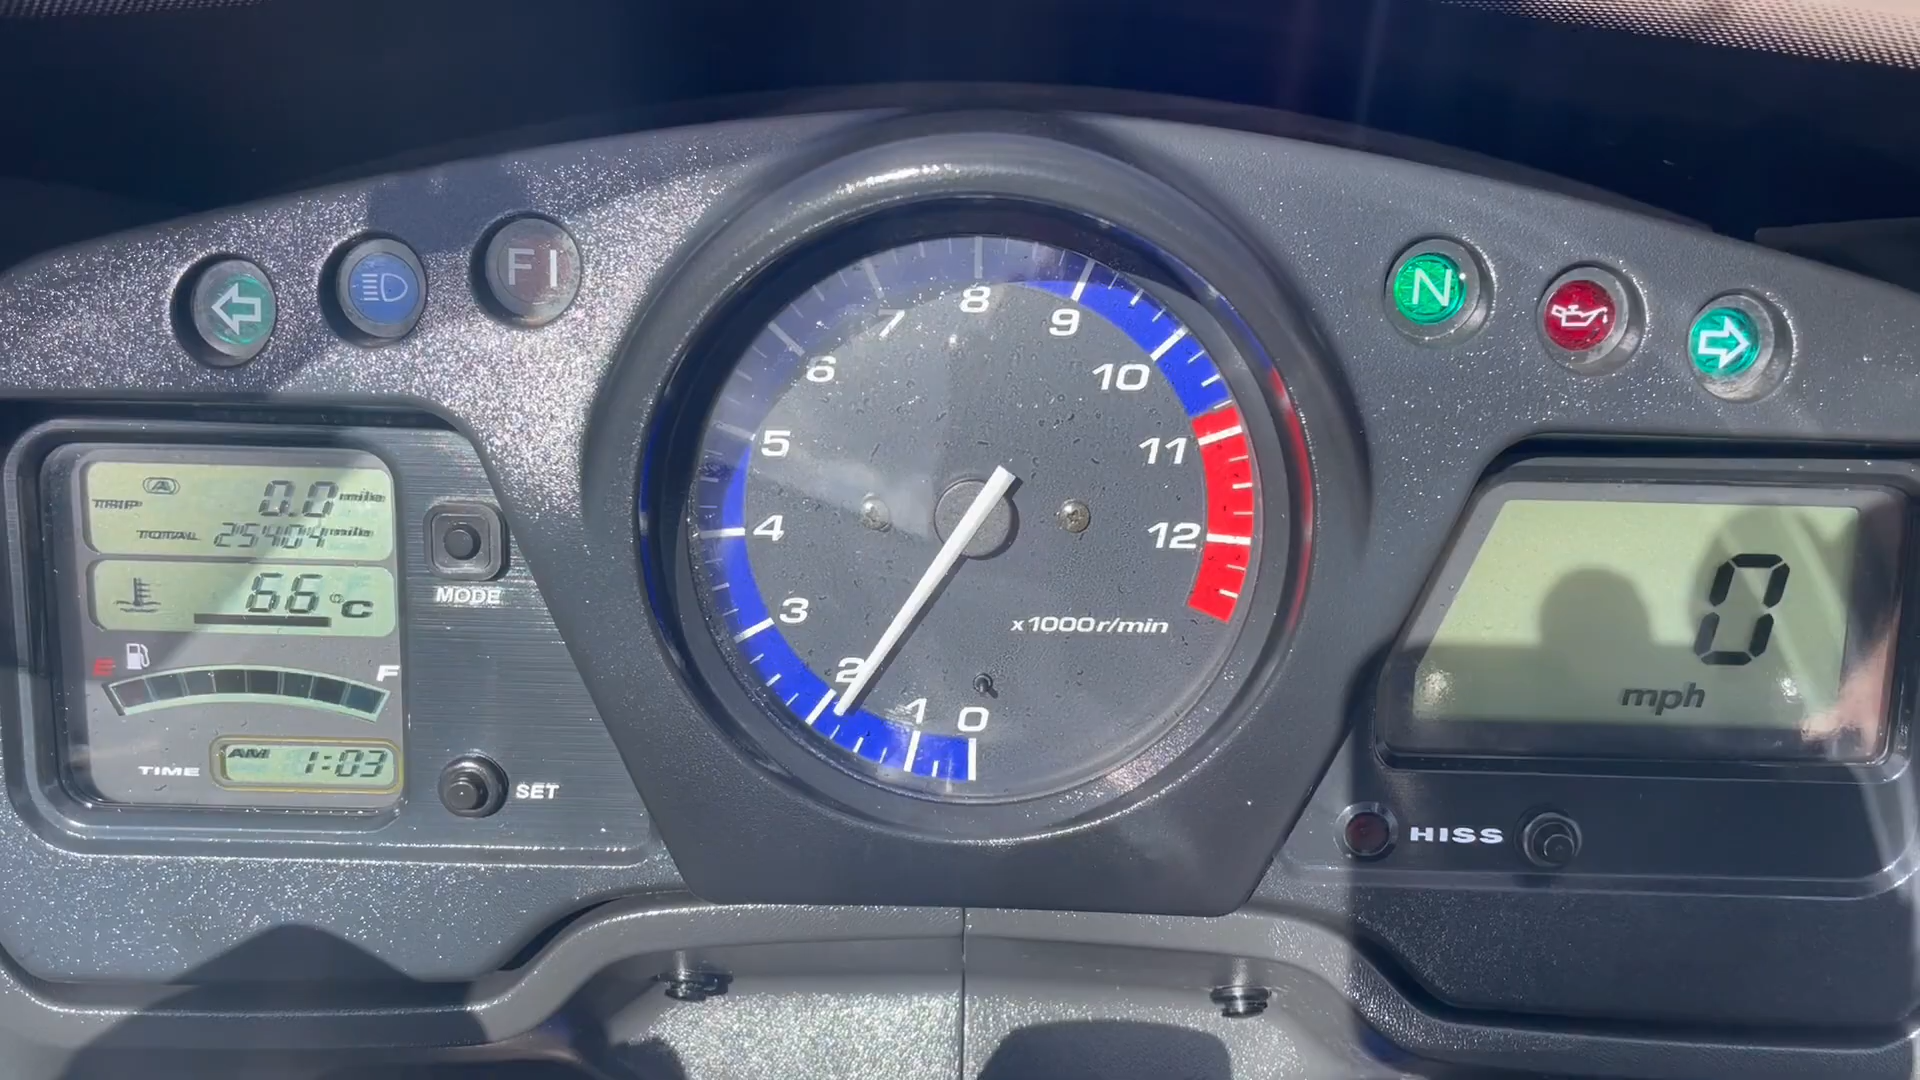 FI
N
TRIP 0.0 mile
TOTAL 25404 mile
66 °C
MODE
E F
TIME AM 1:03
SET
0
1
2
3
4
5
6
7
8
9
10
11
12
x1000r/min
0
mph
HISS